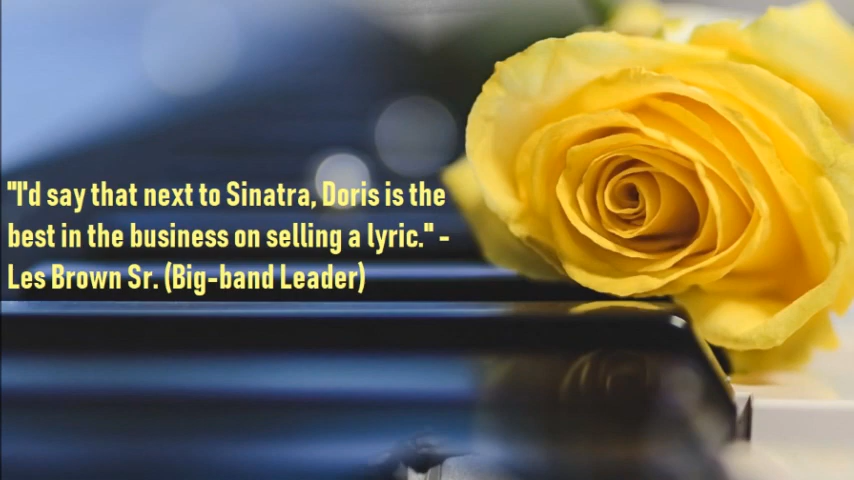 "I'd say that next to Sinatra, Doris is the
best in the business on selling a lyric." -
Les Brown Sr. (Big-band Leader)